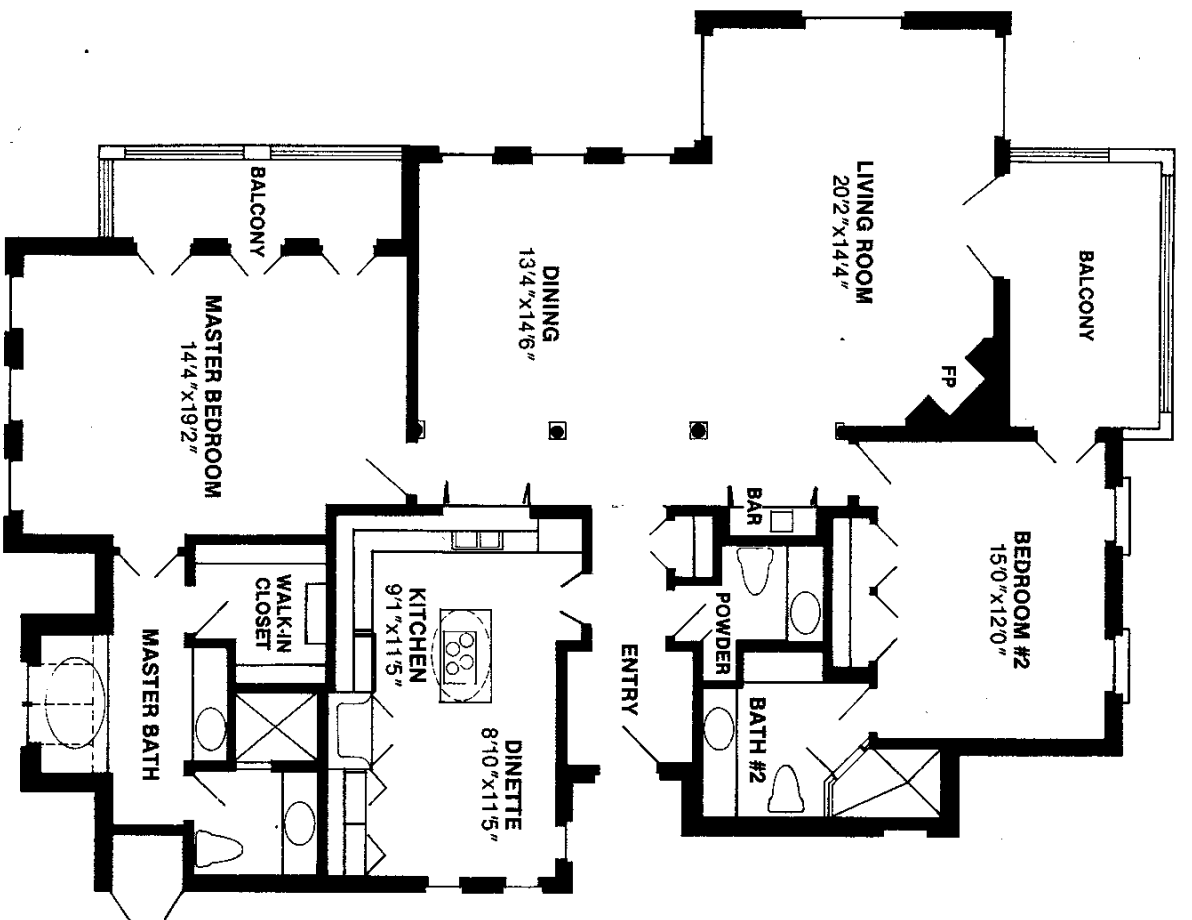 LIVING ROOM
20'2"x14'4"
BALCONY
FP
DINING
13'4"x14'6"
BALCONY
MASTER BEDROOM
14'4"x19'2"
BEDROOM #2
15'0"x12'0"
BAR
POWDER
BATH #2
ENTRY
KITCHEN
9'1"x11'5"
DINETTE
8'10"x11'5"
WALK-IN
CLOSET
MASTER BATH